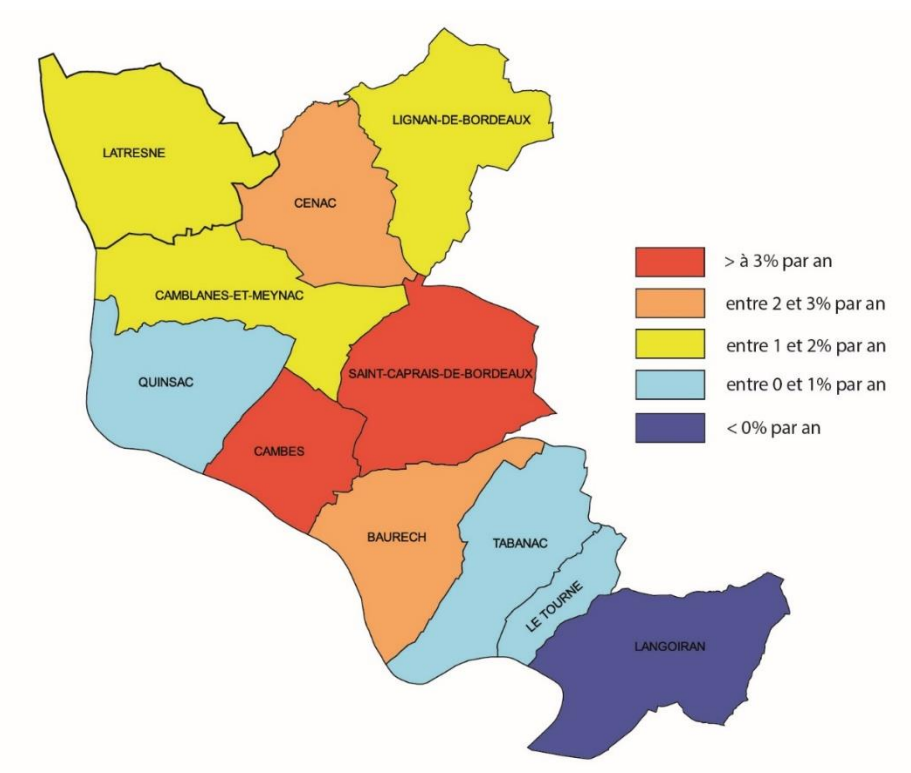 LIGNAN-DE-BORDEAUX
LATRESNE
CENAC
CAMBLANES-ET-MEYNAC
QUINSAC
SAINT-CAPRAIS-DE-BORDEAUX
CAMBES
BAURECH
TABANAC
LE TOURNE
LANGOIRAN
> à 3% par an
entre 2 et 3% par an
entre 1 et 2% par an
entre 0 et 1% par an
< 0% par an